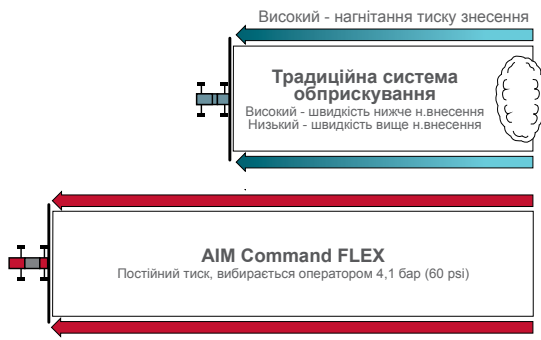 Високий - нагнітання тиску знесення
Традиційна система
обприскування
Високий - швидкість нижче н.внесення
Низький - швидкість вище н.внесення
AIM Command FLEX
Постійний тиск, вибирається оператором 4,1 бар (60 psi)